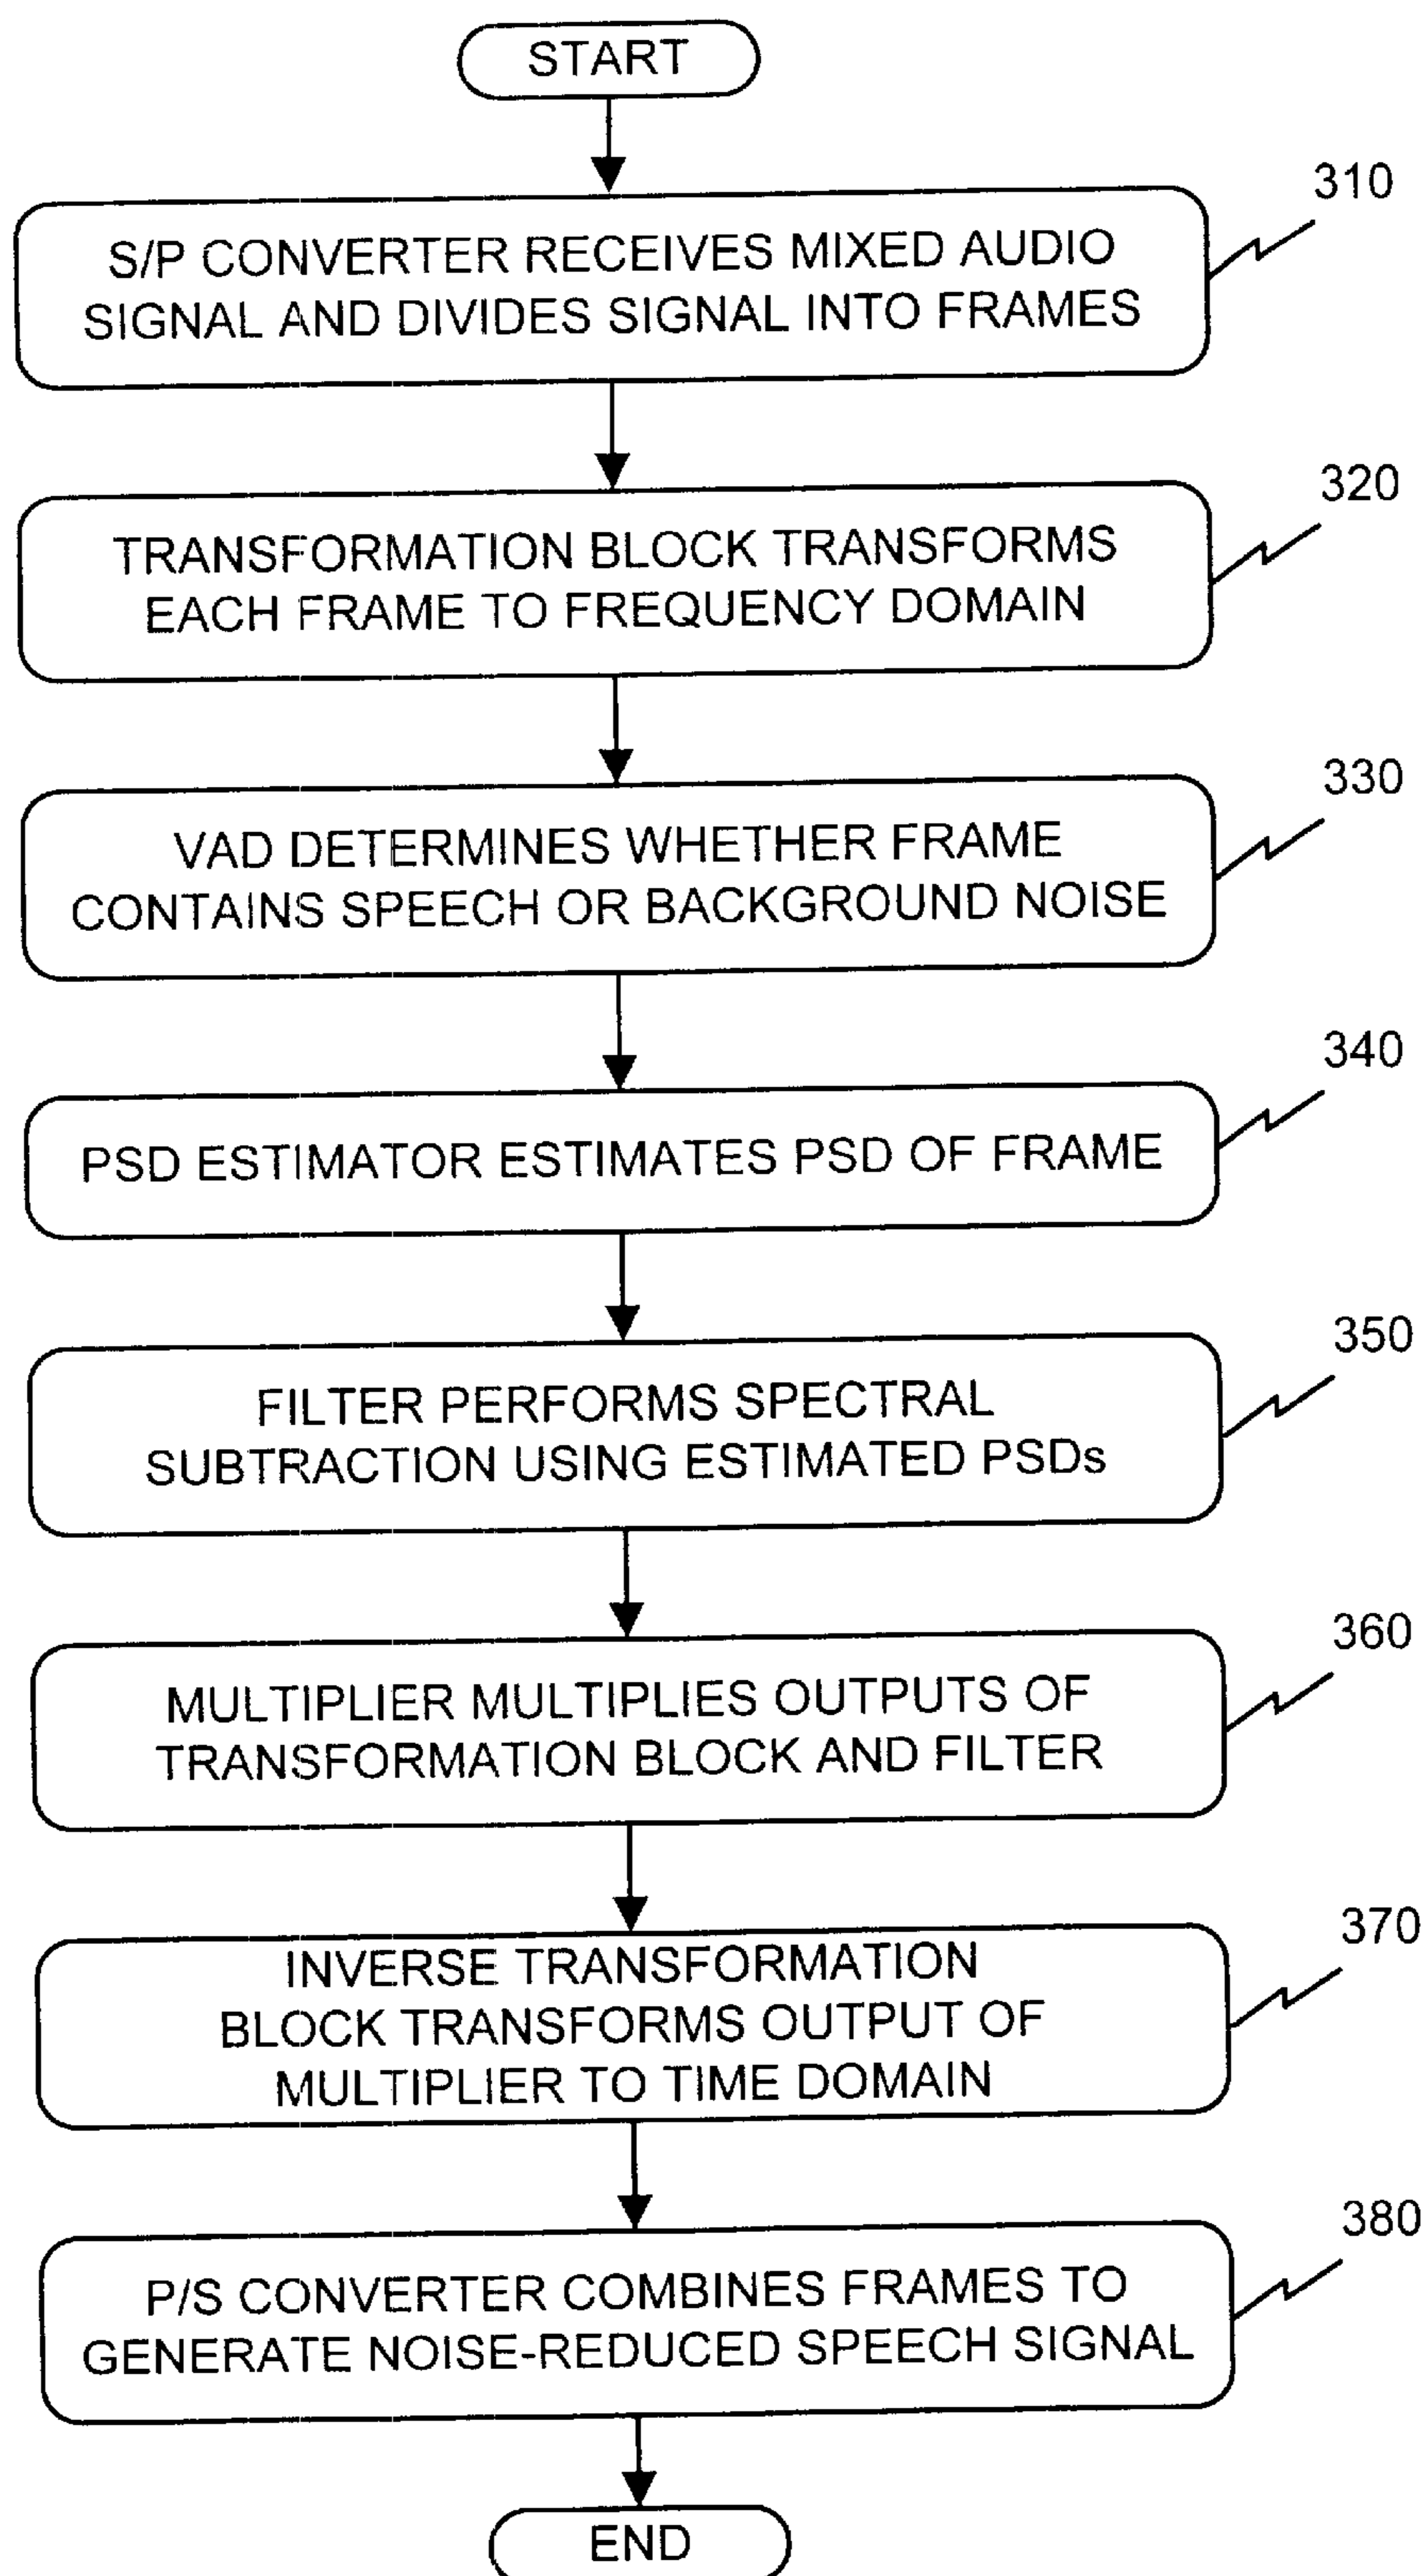 START
310
S/P CONVERTER RECEIVES MIXED AUDIO
SIGNAL AND DIVIDES SIGNAL INTO FRAMES
320
TRANSFORMATION BLOCK TRANSFORMS
EACH FRAME TO FREQUENCY DOMAIN
330
VAD DETERMINES WHETHER FRAME
CONTAINS SPEECH OR BACKGROUND NOISE
340
PSD ESTIMATOR ESTIMATES PSD OF FRAME
350
FILTER PERFORMS SPECTRAL
SUBTRACTION USING ESTIMATED PSDs
360
MULTIPLIER MULTIPLIES OUTPUTS OF
TRANSFORMATION BLOCK AND FILTER
370
INVERSE TRANSFORMATION
BLOCK TRANSFORMS OUTPUT OF
MULTIPLIER TO TIME DOMAIN
380
P/S CONVERTER COMBINES FRAMES TO
GENERATE NOISE-REDUCED SPEECH SIGNAL
END